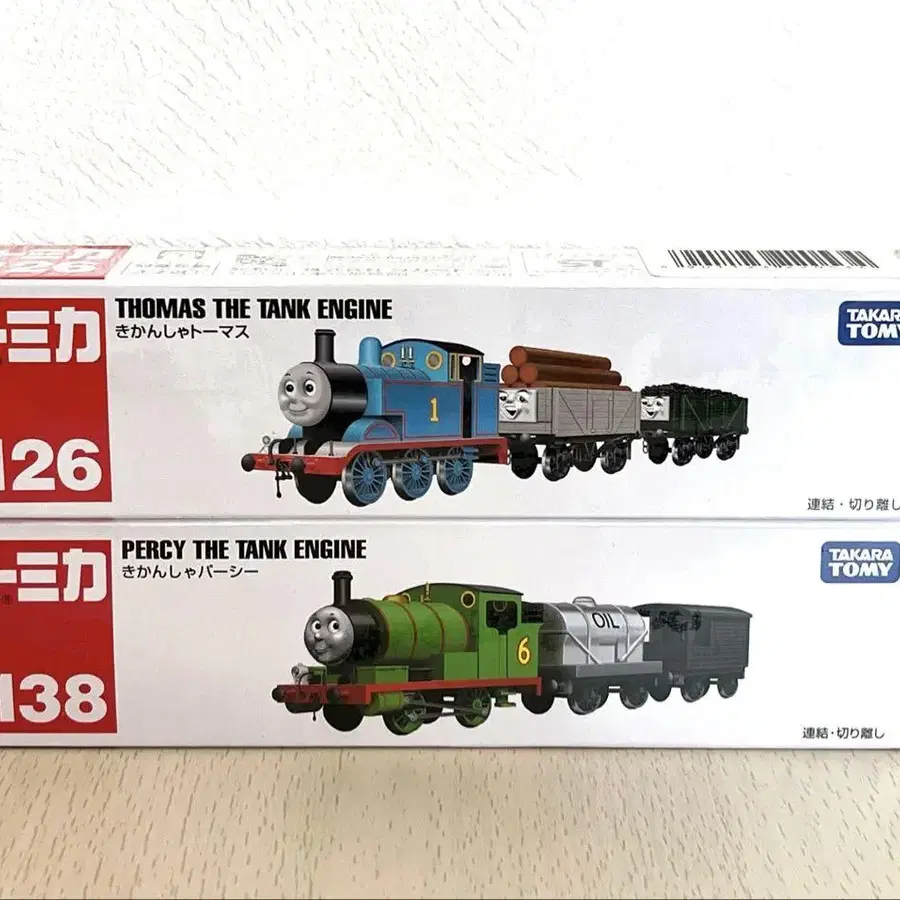 THOMAS THE TANK ENGINE
きかんしゃトーマス
TAKARA
TOMY
ーミカ
126
1
連結・切り離し
PERCY THE TANK ENGINE
きかんしゃパーシー
TAKARA
TOMY
ーミカ
®
138
OIL
6
連結・切り離し